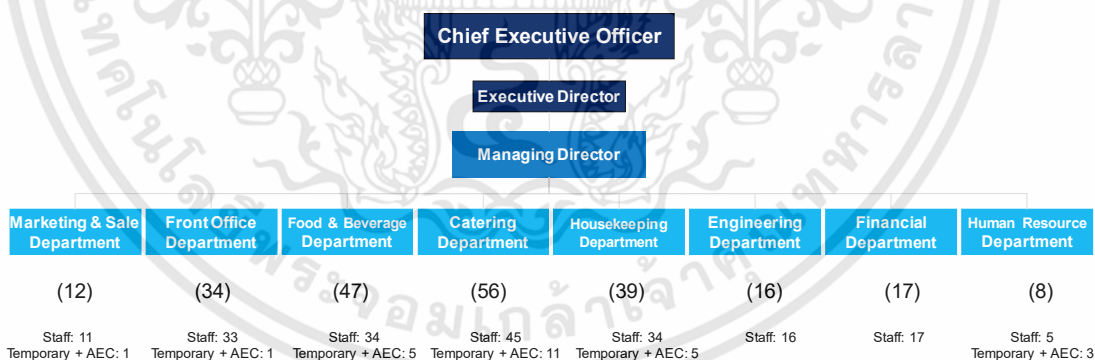 Chief Executive Officer
Executive Director
Managing Director
Marketing & Sale Department
Front Office Department
Food & Beverage Department
Catering Department
Housekeeping Department
Engineering Department
Financial Department
Human Resource Department
(12)
(34)
(47)
(56)
(39)
(16)
(17)
(8)
Staff: 11
Temporary + AEC: 1
Staff: 33
Temporary + AEC: 1
Staff: 34
Temporary + AEC: 5
Staff: 45
Temporary + AEC: 11
Staff: 34
Temporary + AEC: 5
Staff: 16
Staff: 17
Staff: 5
Temporary + AEC: 3